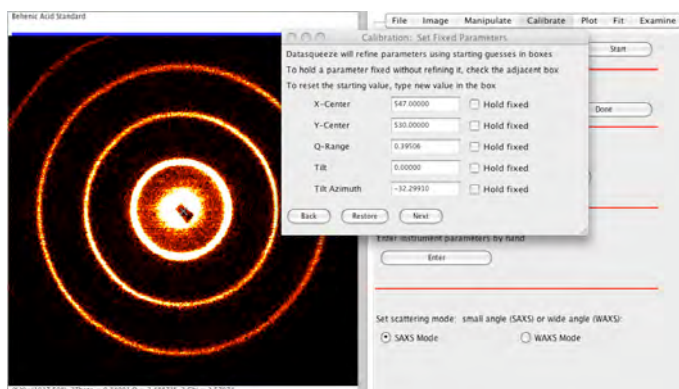 Behenic Acid Standard
File Image Manipulate Calibrate Plot Fit Examine
Start
Calibration: Set Fixed Parameters
Datasqueeze will refine parameters using starting guesses in boxes
To hold a parameter fixed without refining it, check the adjacent box
To reset the starting value, type new value in the box
X-Center 547.00000 Hold fixed
Y-Center 530.00000 Hold fixed
Q-Range 0.39506 Hold fixed
Tilt 0.00000 Hold fixed
Tilt Azimuth -32.29910 Hold fixed
Back Restore Next
Done
Enter instrument parameters by hand
Enter
Set scattering mode: small angle (SAXS) or wide angle (WAXS):
SAXS Mode WAXS Mode